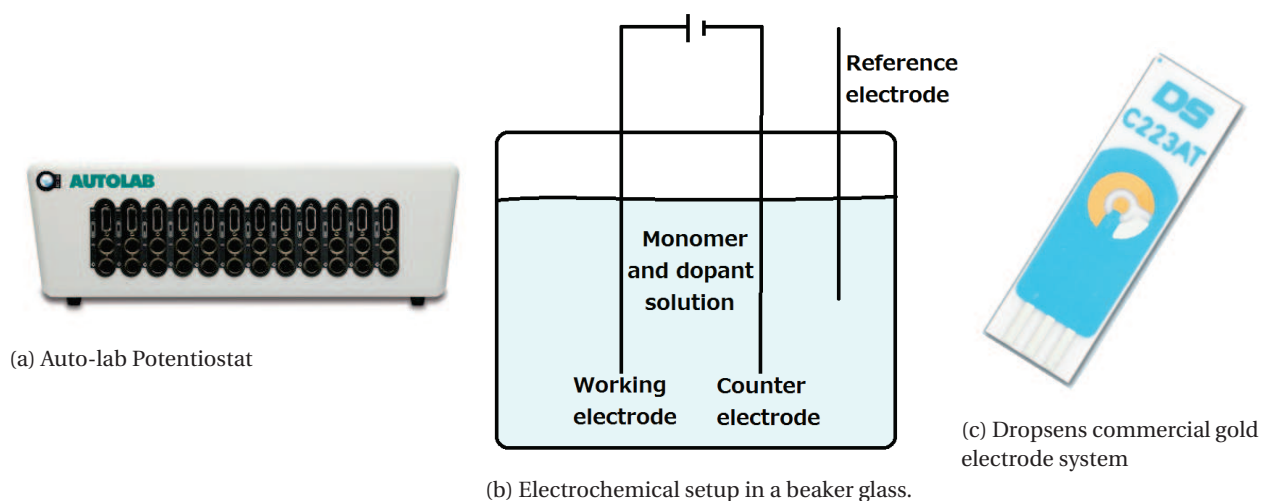 AUTOLAB
(a) Auto-lab Potentiostat
Reference
electrode
Monomer
and dopant
solution
Working
electrode
Counter
electrode
(b) Electrochemical setup in a beaker glass.
DS
C223AT
(c) Dropsens commercial gold
electrode system